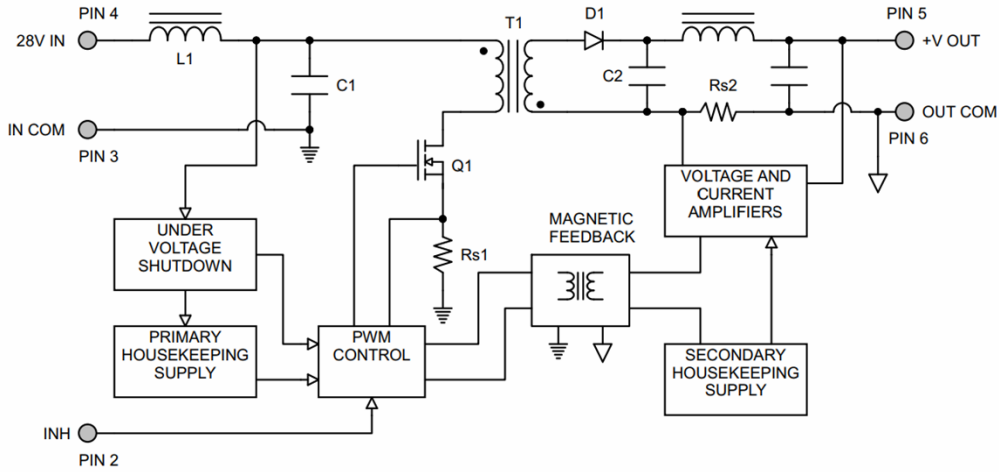 PIN 4
T1
D1
PIN 5
28V IN
+V OUT
L1
C1
C2
Rs2
IN COM
OUT COM
PIN 3
PIN 6
Q1
VOLTAGE AND
CURRENT
AMPLIFIERS
UNDER
VOLTAGE
SHUTDOWN
MAGNETIC
FEEDBACK
Rs1
PRIMARY
HOUSEKEEPING
SUPPLY
PWM
CONTROL
SECONDARY
HOUSEKEEPING
SUPPLY
INH
PIN 2